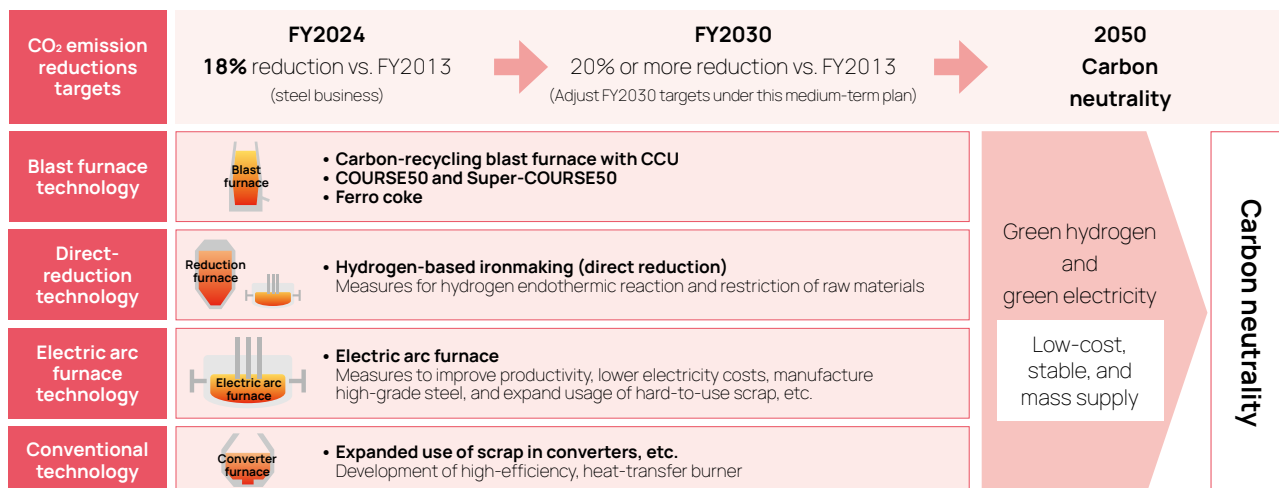 CO₂ emission
reductions
targets
FY2024
18% reduction vs. FY2013
(steel business)
FY2030
20% or more reduction vs. FY2013
(Adjust FY2030 targets under this medium-term plan)
2050
Carbon
neutrality
Blast furnace
technology
Blast
furnace
• Carbon-recycling blast furnace with CCU
• COURSE50 and Super-COURSE50
• Ferro coke
Direct-
reduction
technology
Reduction
furnace
• Hydrogen-based ironmaking (direct reduction)
Measures for hydrogen endothermic reaction and restriction of raw materials
Electric arc
furnace
technology
Electric arc
furnace
• Electric arc furnace
Measures to improve productivity, lower electricity costs, manufacture
high-grade steel, and expand usage of hard-to-use scrap, etc.
Conventional
technology
Converter
furnace
• Expanded use of scrap in converters, etc.
Development of high-efficiency, heat-transfer burner
Green hydrogen
and
green electricity
Low-cost,
stable, and
mass supply
Carbon neutrality